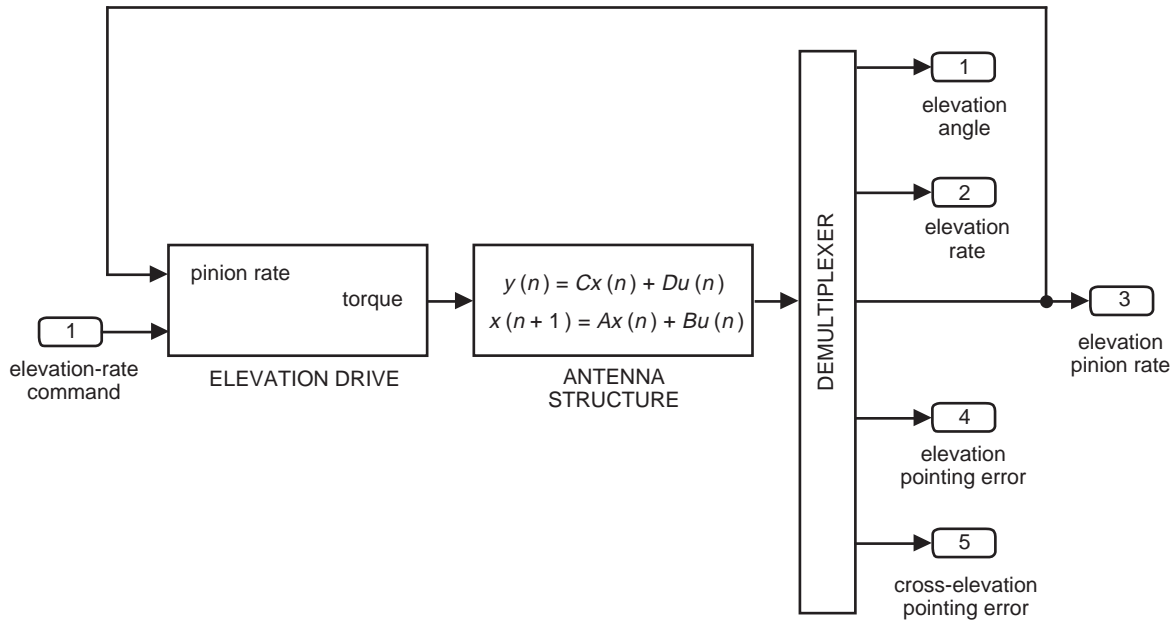 1
elevation
angle
2
elevation
rate
pinion rate
torque
y (n) = Cx (n) + Du (n)
x (n + 1) = Ax (n) + Bu (n)
DEMULTIPLEXER
3
elevation
pinion rate
1
elevation-rate
command
ELEVATION DRIVE
ANTENNA
STRUCTURE
4
elevation
pointing error
5
cross-elevation
pointing error